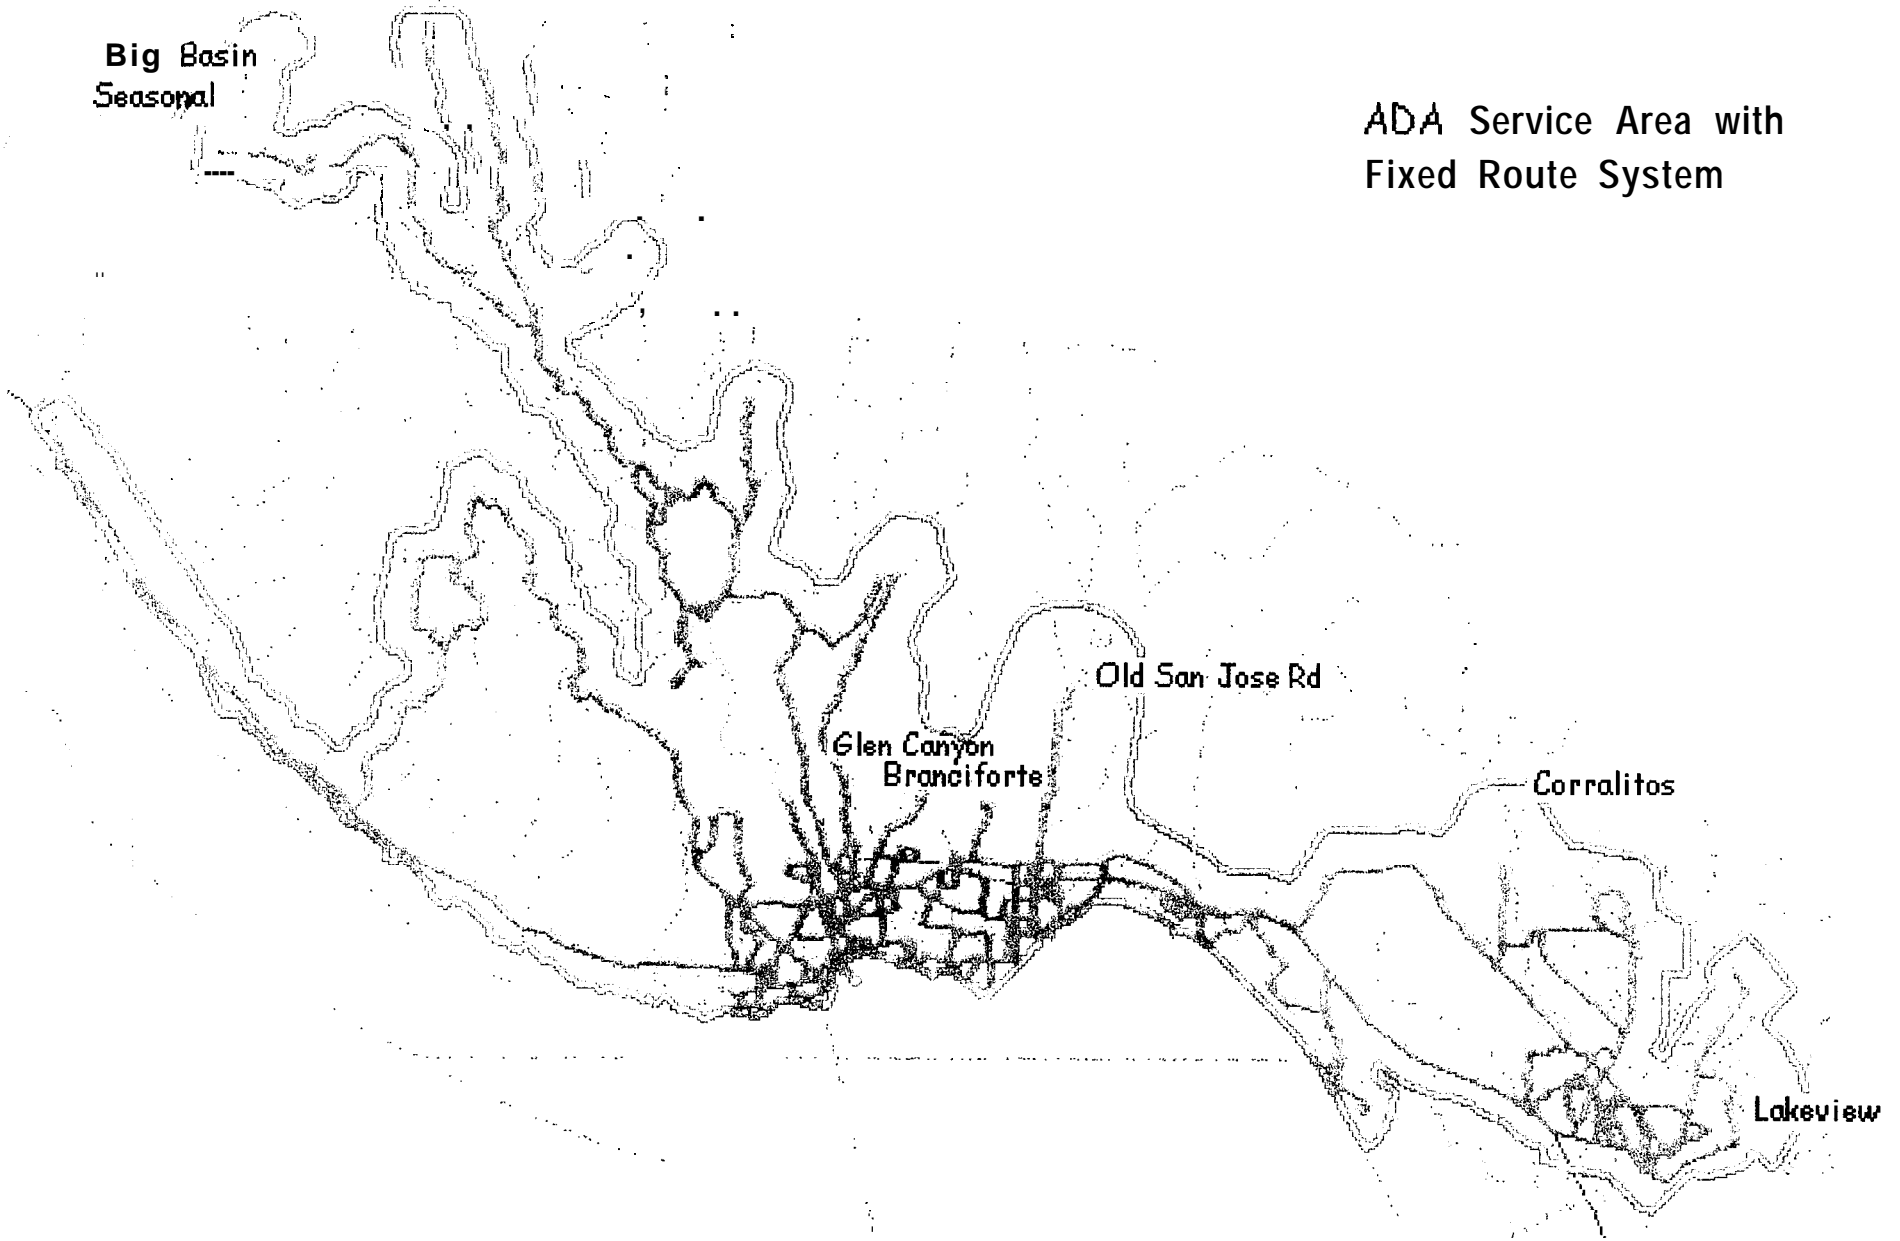 Big Basin
Seasonal
ADA Service Area with
Fixed Route System
Old San Jose Rd
Glen Canyon
Branciforte
Corralitos
Lakeview